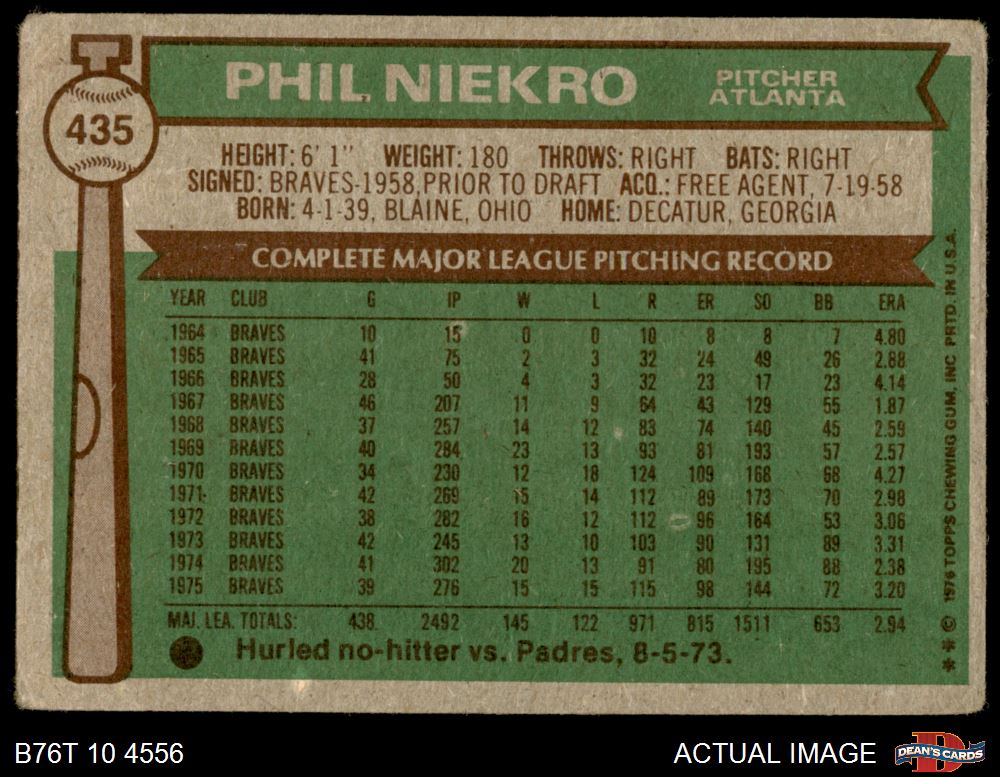 PHIL NIEKRO
PITCHER
ATLANTA
435
HEIGHT: 6' 1" WEIGHT: 180 THROWS: RIGHT BATS: RIGHT
SIGNED: BRAVES-1958, PRIOR TO DRAFT ACQ.: FREE AGENT, 7-19-58
BORN: 4-1-39, BLAINE, OHIO HOME: DECATUR, GEORGIA
COMPLETE MAJOR LEAGUE PITCHING RECORD
YEAR CLUB G IP W L R ER SO BB ERA
1964 BRAVES 10 15 0 0 10 8 8 7 4.80
1965 BRAVES 41 75 2 3 32 24 49 26 2.88
1966 BRAVES 28 50 4 3 32 23 17 23 4.14
1967 BRAVES 46 207 11 9 64 43 129 55 1.87
1968 BRAVES 37 257 14 12 83 74 140 45 2.59
1969 BRAVES 40 284 23 13 93 81 193 57 2.57
1970 BRAVES 34 230 12 18 124 109 168 68 4.27
1971 BRAVES 42 269 15 14 112 89 173 70 2.98
1972 BRAVES 38 282 16 12 112 96 164 53 3.06
1973 BRAVES 42 245 13 10 103 90 131 89 3.31
1974 BRAVES 41 302 20 13 91 80 195 88 2.38
1975 BRAVES 39 276 15 15 115 98 144 72 3.20
MAJ. LEA. TOTALS: 438 2492 145 122 971 815 1511 653 2.94
Hurled no-hitter vs. Padres, 8-5-73.
** © 1976 TOPPS CHEWING GUM, INC PRTD. IN U.S.A.
B76T 10 4556
ACTUAL IMAGE
D
DEAN'S CARDS